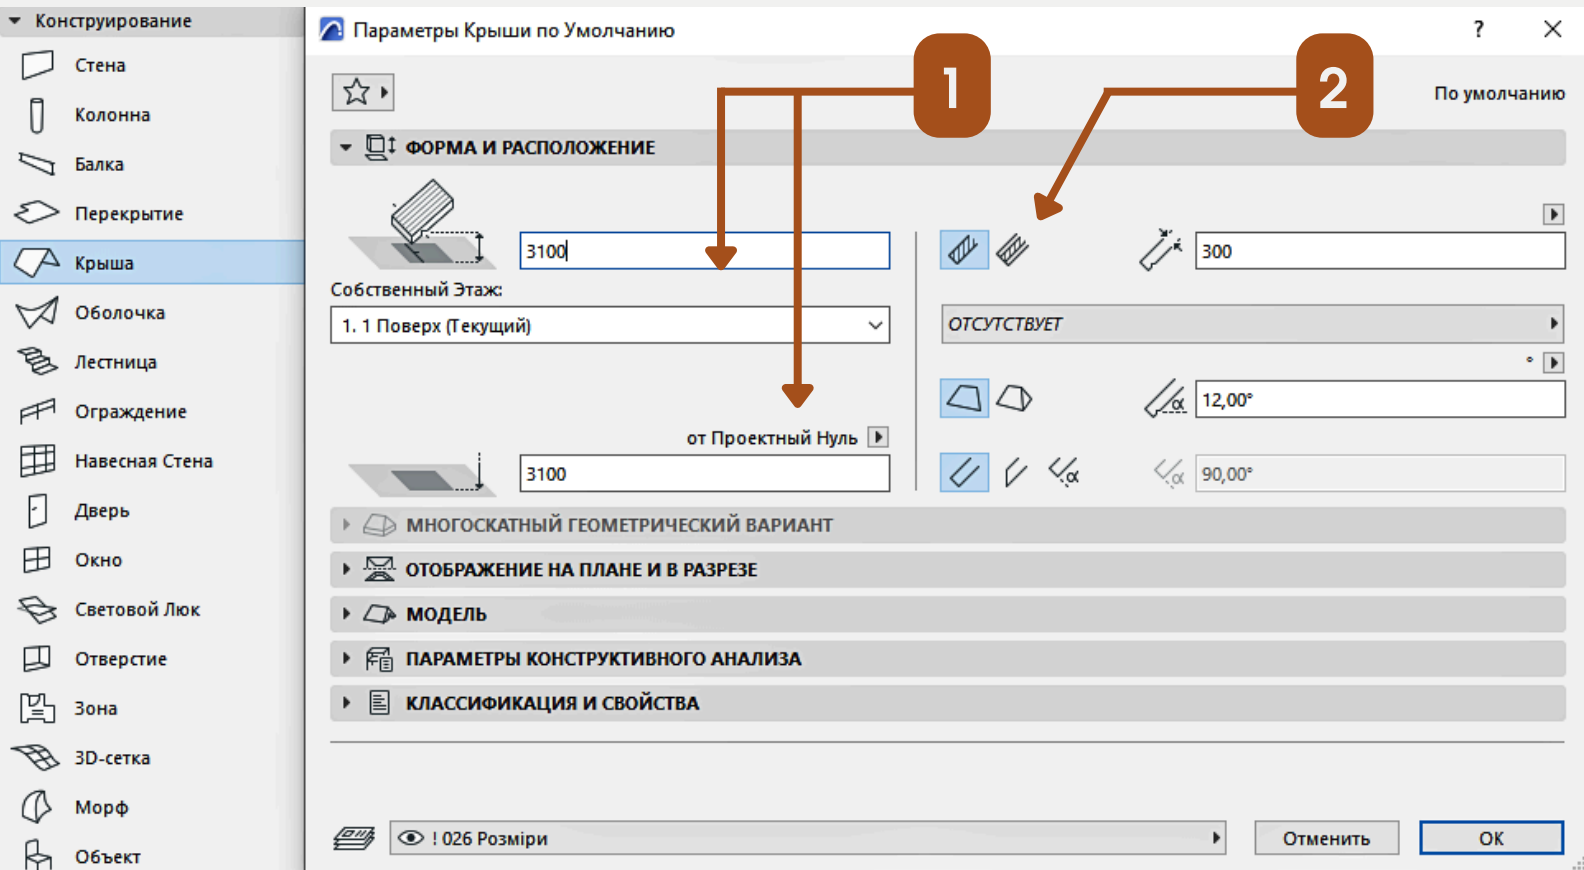 Конструирование
Стена
Колонна
Балка
Перекрытие
Крыша
Оболочка
Лестница
Ограждение
Навесная Стена
Дверь
Окно
Световой Люк
Отверстие
Зона
3D-сетка
Морф
Объект
Параметры Крыши по Умолчанию
?
1
2
По умолчанию
ФОРМА И РАСПОЛОЖЕНИЕ
3100
Собственный Этаж:
1. 1 Поверх (Текущий)
от Проектный Нуль
3100
300
ОТСУТСТВУЕТ
°
α
12,00°
α
α
90,00°
МНОГОСКАТНЫЙ ГЕОМЕТРИЧЕСКИЙ ВАРИАНТ
ОТОБРАЖЕНИЕ НА ПЛАНЕ И В РАЗРЕЗЕ
МОДЕЛЬ
ПАРАМЕТРЫ КОНСТРУКТИВНОГО АНАЛИЗА
КЛАССИФИКАЦИЯ И СВОЙСТВА
! 026 Розміри
Отменить
ОК